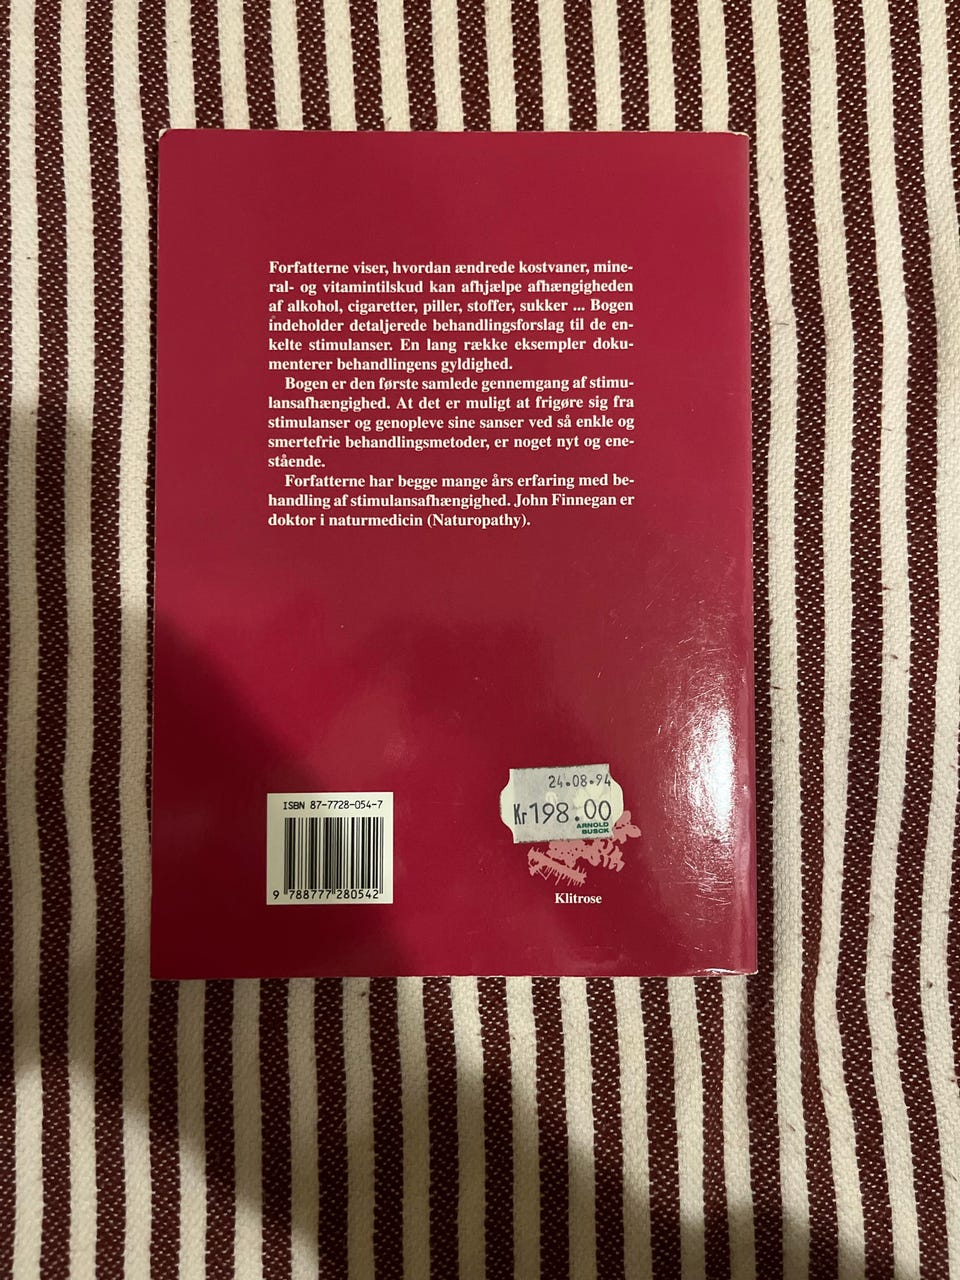 Forfatterne viser, hvordan ændrede kostvaner, mine-
ral- og vitamintilskud kan afhjælpe afhængigheden
af alkohol, cigaretter, piller, stoffer, sukker ... Bogen
indeholder detaljerede behandlingsforslag til de en-
kelte stimulanser. En lang række eksempler doku-
menterer behandlingens gyldighed.
Bogen er den første samlede gennemgang af stimu-
lansafhængighed. At det er muligt at frigøre sig fra
stimulanser og genopleve sine sanser ved så enkle og
smertefrie behandlingsmetoder, er noget nyt og ene-
stående.
Forfatterne har begge mange års erfaring med be-
handling af stimulansafhængighed. John Finnegan er
doktor i naturmedicin (Naturopathy).
24.08.94
Kr198.00
ARNOLD
BUSCK
ISBN 87-7728-054-7
9 788777 280542
Klitrose